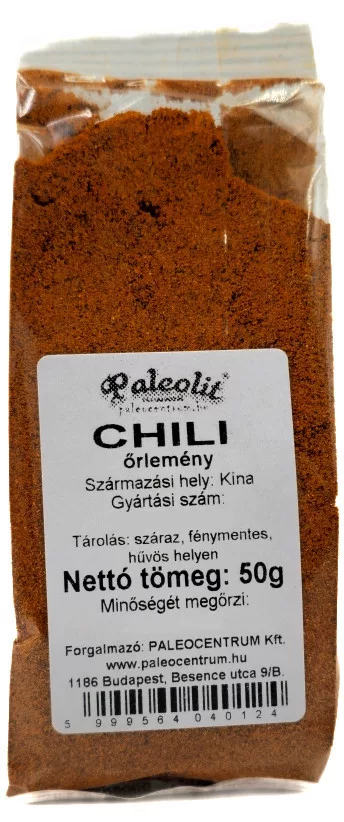 Paleolit
paleocentrum.hu
CHILI
őrlemény
Származási hely: Kina
Gyártási szám:
Tárolás: száraz, fénymentes,
hűvös helyen
Nettó tömeg: 50g
Minőségét megőrzi:
Forgalmazó: PALEOCENTRUM Kft.
www.paleocentrum.hu
1186 Budapest, Besence utca 9/B.
5 999564 040124